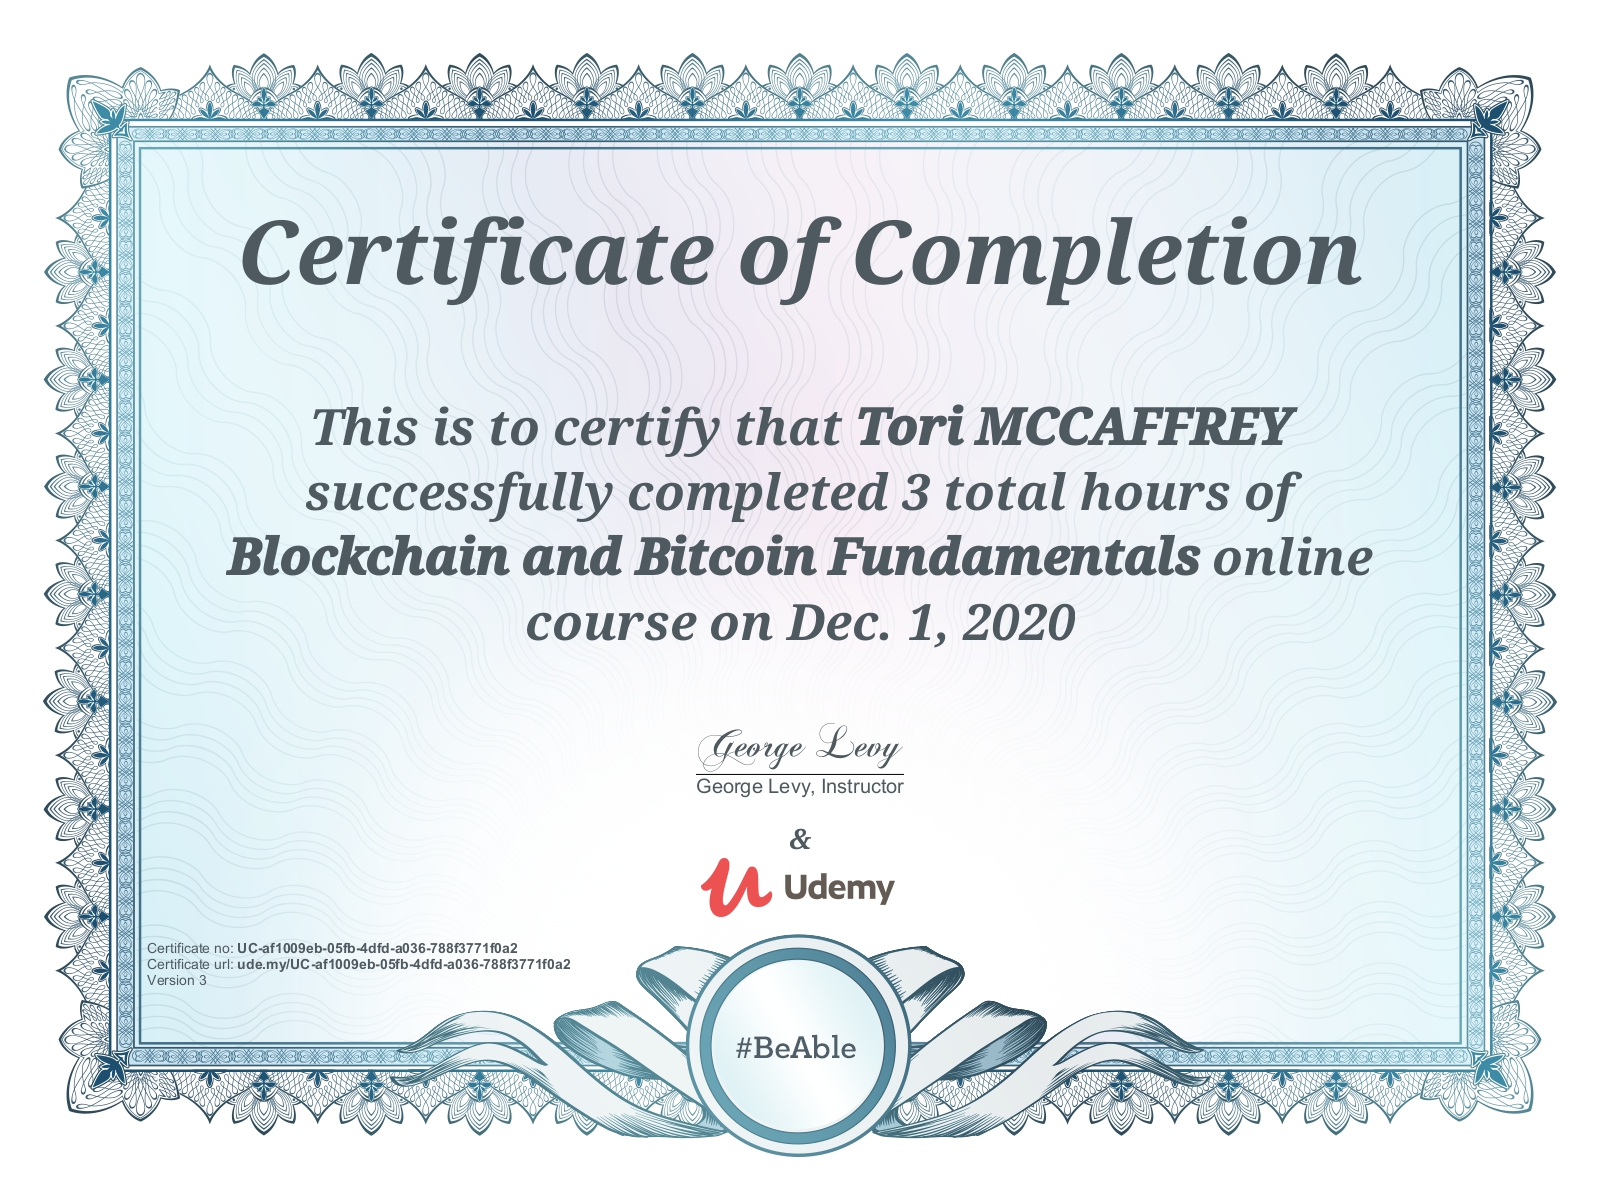 Certificate of Completion
This is to certify that Tori MCCAFFREY
successfully completed 3 total hours of
Blockchain and Bitcoin Fundamentals online
course on Dec. 1, 2020
George Levy
George Levy, Instructor
&
Udemy
Certificate no: UC-af1009eb-05fb-4dfd-a036-788f3771f0a2
Certificate url: ude.my/UC-af1009eb-05fb-4dfd-a036-788f3771f0a2
Version 3
#BeAble